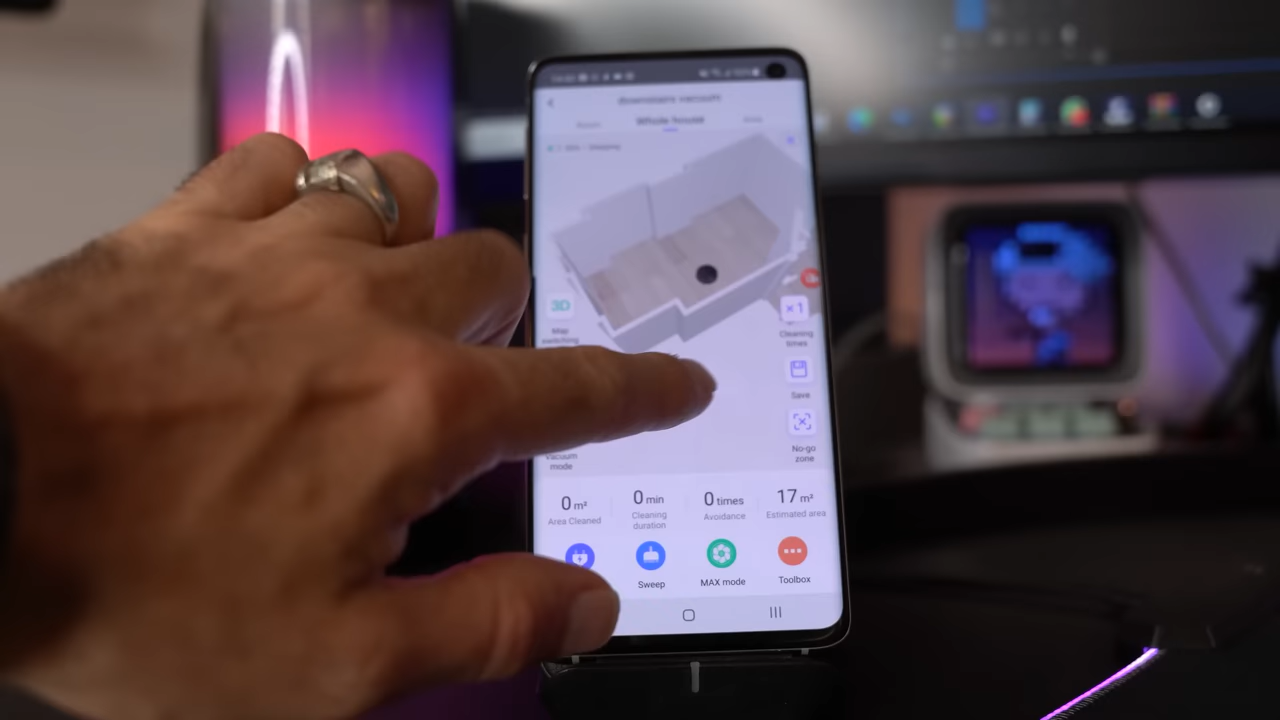 downstairs vacuum
Whole house
3D
Map
switching
×1
Cleaning
times
Save
No-go
zone
Vacuum
mode
0 m²
Area Cleaned
0 min
Cleaning
duration
0 times
Avoidance
17 m²
Estimated area
Sweep
MAX mode
Toolbox